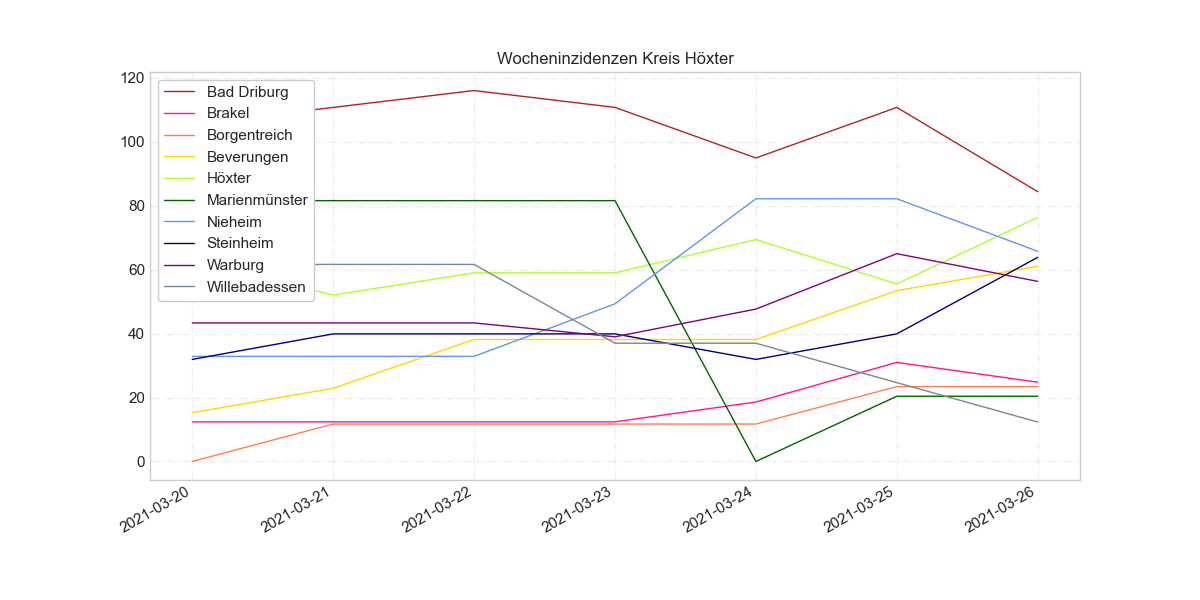 Wocheninzidenzen Kreis Höxter
120
100
80
60
40
20
0
Bad Driburg
Brakel
Borgentreich
Beverungen
Höxter
Marienmünster
Nieheim
Steinheim
Warburg
Willebadessen
2021-03-20
2021-03-21
2021-03-22
2021-03-23
2021-03-24
2021-03-25
2021-03-26